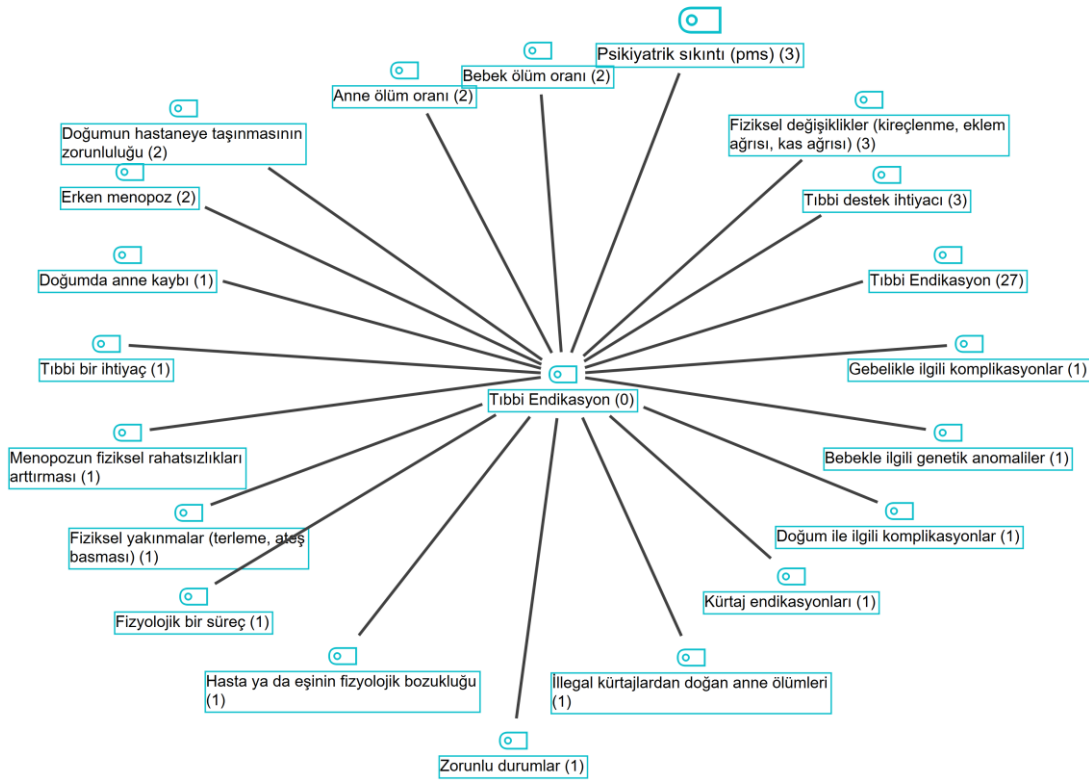 Psikiyatrik sıkıntı (pms) (3)
Bebek ölüm oranı (2)
Anne ölüm oranı (2)
Doğumun hastaneye taşınmasının
zorunluluğu (2)
Fiziksel değişiklikler (kireçlenme, eklem
ağrısı, kas ağrısı) (3)
Erken menopoz (2)
Tıbbi destek ihtiyacı (3)
Doğumda anne kaybı (1)
Tıbbi Endikasyon (27)
Tıbbi bir ihtiyaç (1)
Gebelikle ilgili komplikasyonlar (1)
Tıbbi Endikasyon (0)
Menopozun fiziksel rahatsızlıkları
arttırması (1)
Bebekle ilgili genetik anomaliler (1)
Fiziksel yakınmalar (terleme, ateş
basması) (1)
Doğum ile ilgili komplikasyonlar (1)
Fizyolojik bir süreç (1)
Kürtaj endikasyonları (1)
Hasta ya da eşinin fizyolojik bozukluğu
(1)
İllegal kürtajlardan doğan anne ölümleri
(1)
Zorunlu durumlar (1)